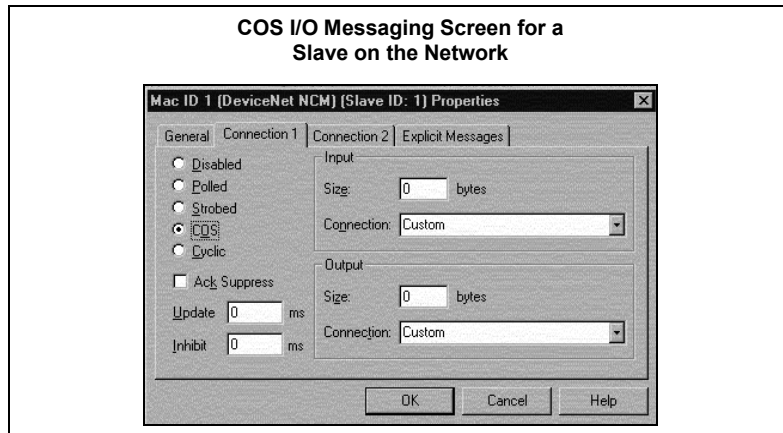 COS I/O Messaging Screen for a
Slave on the Network
Mac ID 1 (DeviceNet NCM) (Slave ID: 1) Properties
General Connection 1 Connection 2 Explicit Messages
Disabled
Polled
Strobed
COS
Cyclic
Ack Suppress
Update 0 ms
Inhibit 0 ms
Input
Size: 0 bytes
Connection: Custom
Output
Size: 0 bytes
Connection: Custom
OK Cancel Help